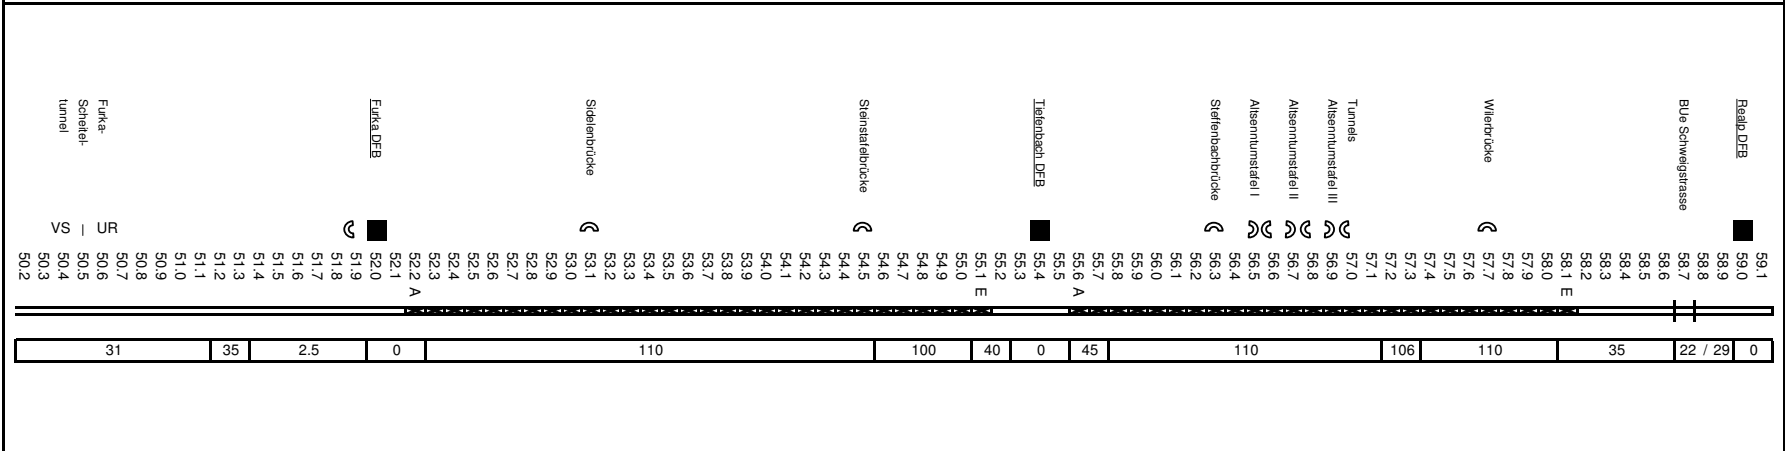 Furka-
Scheitel-
tunnel
Furka DFB
Sidelenbrücke
Steinstafelbrücke
Tiefenbach DFB
Steffenbachbrücke
Altsenntumstafel I
Altsenntumstafel II
Tunnels
Altsenntumstafel III
Wilerbrücke
BUe Schweigstrasse
Realp DFB
VS | UR
50.2 50.3 50.4 50.5 50.6 50.7 50.8 50.9 51.0 51.1 51.2 51.3 51.4 51.5 51.6 51.7 51.8 51.9 52.0 52.1 52.2 52.3 52.4 52.5 52.6 52.7 52.8 52.9 53.0 53.1 53.2 53.3 53.4 53.5 53.6 53.7 53.8 53.9 54.0 54.1 54.2 54.3 54.4 54.5 54.6 54.7 54.8 54.9 55.0 55.1 55.2 55.3 55.4 55.5 55.6 55.7 55.8 55.9 56.0 56.1 56.2 56.3 56.4 56.5 56.6 56.7 56.8 56.9 57.0 57.1 57.2 57.3 57.4 57.5 57.6 57.7 57.8 57.9 58.0 58.1 58.2 58.3 58.4 58.5 58.6 58.7 58.8 58.9 59.0 59.1
A E A E
31 35 2.5 0 110 100 40 0 45 110 106 110 35 22 / 29 0